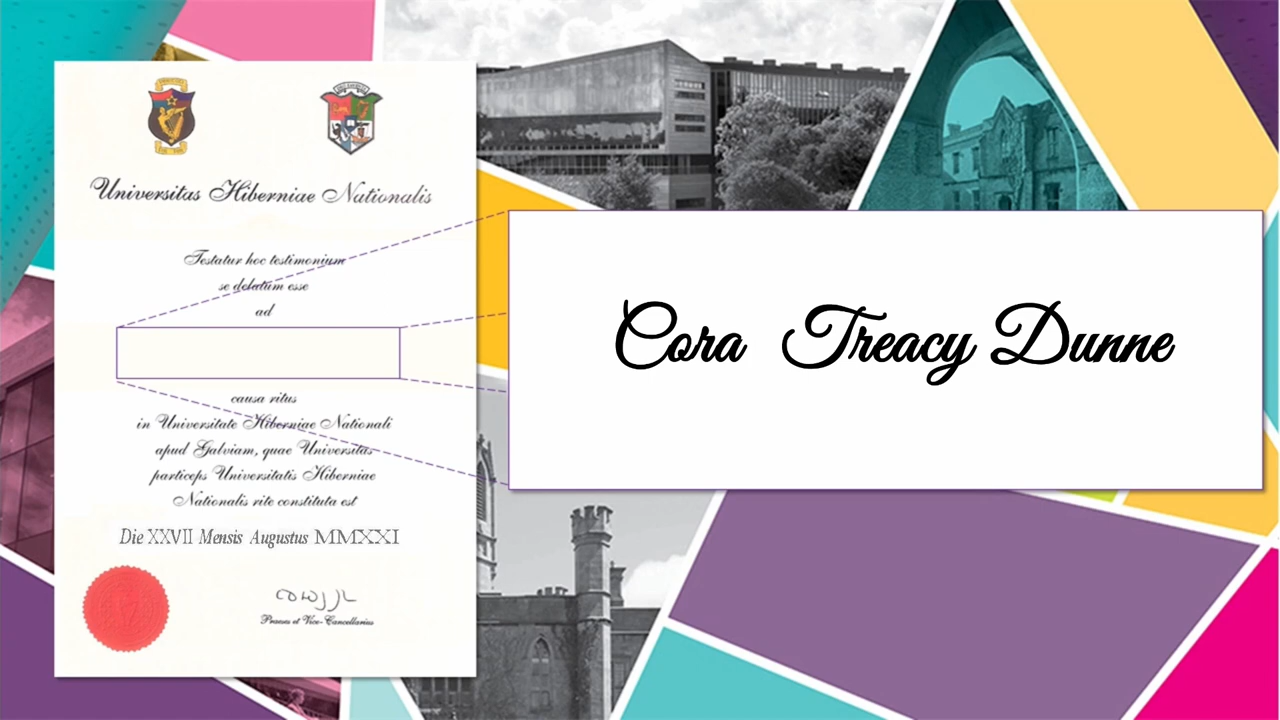 Universitas Hiberniae Nationalis
Testatur hoc testimonium
se delatum esse
ad
Cora Treacy Dunne
causa ritus
in Universitate Hiberniae Nationali
apud Galviam, quae Universitas
particeps Universitatis Hiberniae
Nationalis rite constituta est
Die XXVII Mensis Augustus MMXXI
Praeses et Vice-Cancellarius